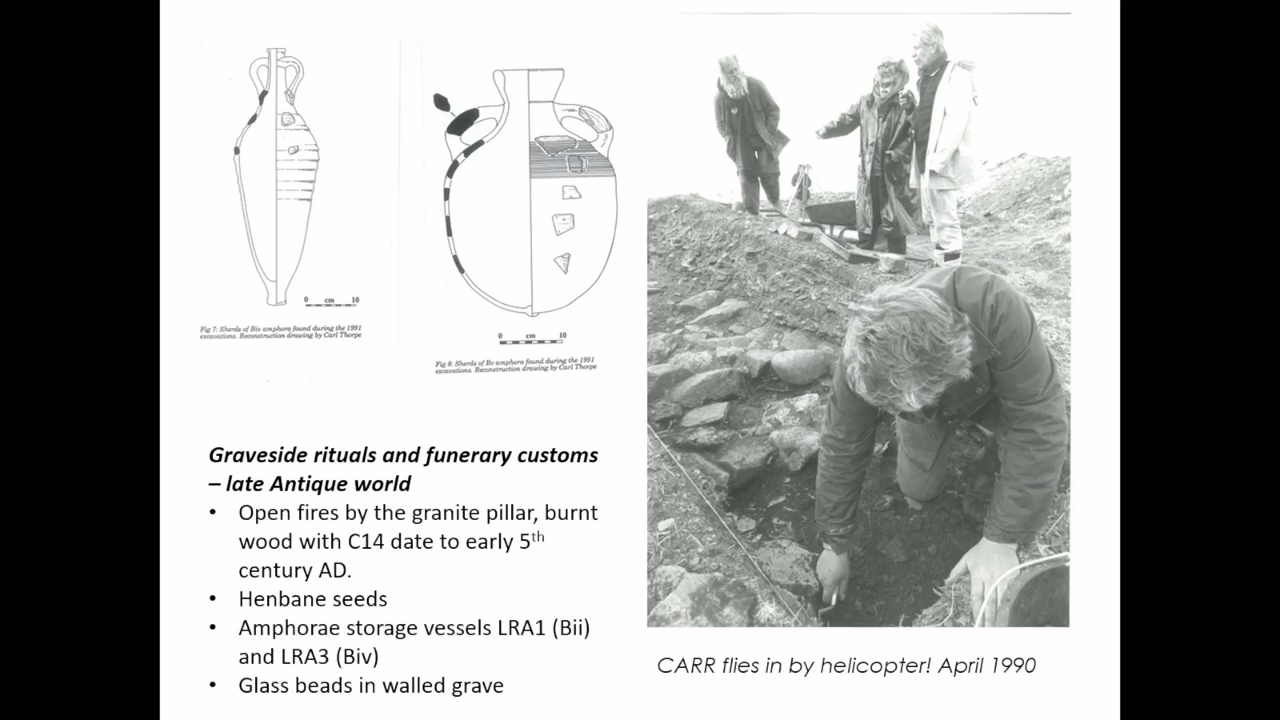 0 cm 10
Fig 7: Sherds of Biv amphora found during the 1991
excavations. Reconstruction drawing by Carl Thorpe
0 cm 10
Fig 8: Sherds of Bv amphora found during the 1991
excavations. Reconstruction drawing by Carl Thorpe
Graveside rituals and funerary customs
– late Antique world
• Open fires by the granite pillar, burnt
wood with C14 date to early 5th
century AD.
• Henbane seeds
• Amphorae storage vessels LRA1 (Bii)
and LRA3 (Biv)
• Glass beads in walled grave
CARR flies in by helicopter! April 1990